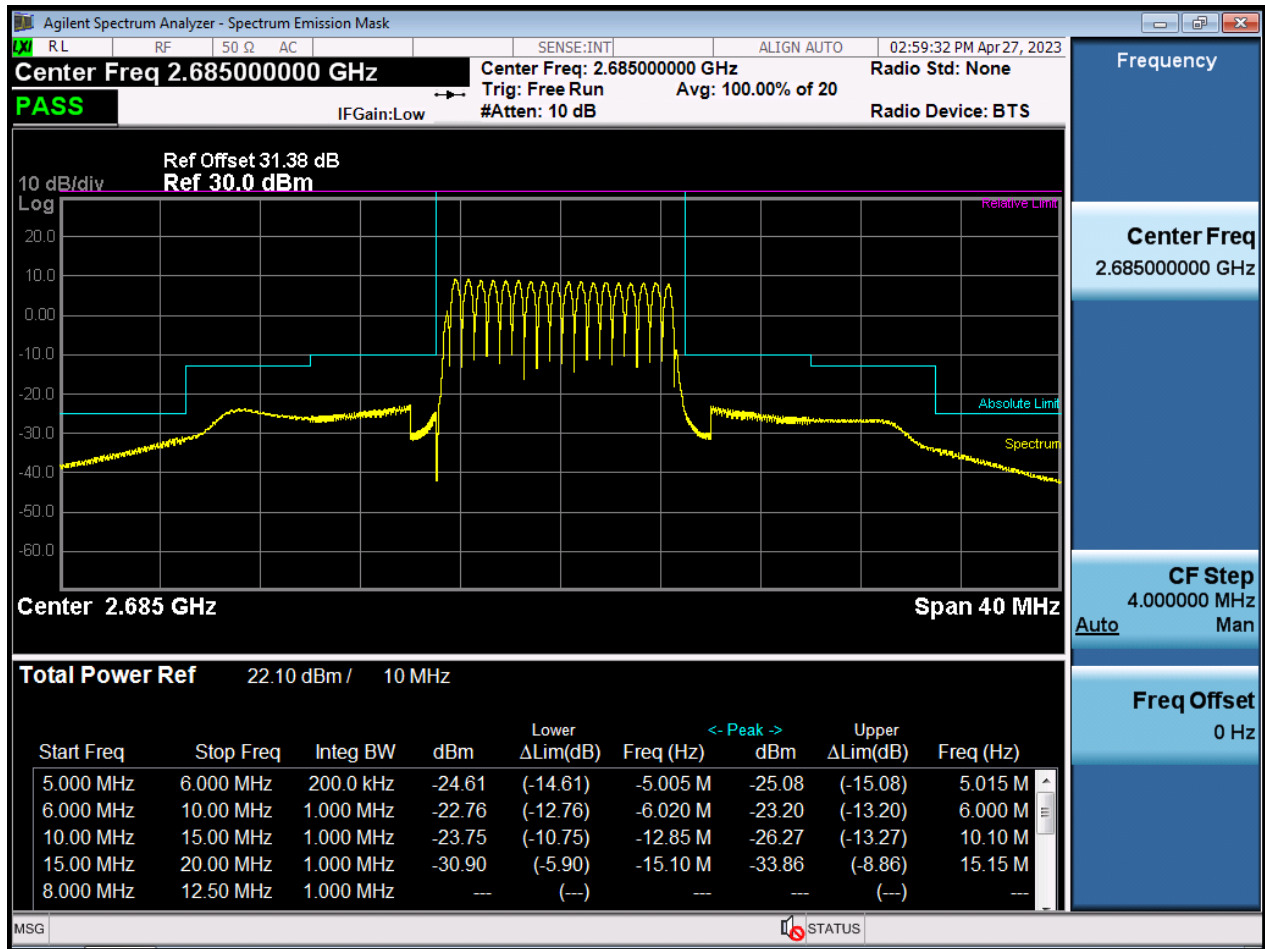 Agilent Spectrum Analyzer - Spectrum Emission Mask
LXI RL RF 50 Ω AC SENSE:INT ALIGN AUTO 02:59:32 PM Apr 27, 2023
Center Freq 2.685000000 GHz
Center Freq: 2.685000000 GHz
Radio Std: None
Trig: Free Run Avg: 100.00% of 20
PASS
IFGain:Low
#Atten: 10 dB
Radio Device: BTS
Ref Offset 31.38 dB
10 dB/div Ref 30.0 dBm
Log
Relative Limit
20.0
10.0
0.00
-10.0
-20.0
Absolute Limit
-30.0
Spectrum
-40.0
-50.0
-60.0
Center 2.685 GHz Span 40 MHz
Total Power Ref 22.10 dBm / 10 MHz
Lower <- Peak -> Upper
Start Freq Stop Freq Integ BW dBm ΔLim(dB) Freq (Hz) dBm ΔLim(dB) Freq (Hz)
5.000 MHz 6.000 MHz 200.0 kHz -24.61 (-14.61) -5.005 M -25.08 (-15.08) 5.015 M
6.000 MHz 10.00 MHz 1.000 MHz -22.76 (-12.76) -6.020 M -23.20 (-13.20) 6.000 M
10.00 MHz 15.00 MHz 1.000 MHz -23.75 (-10.75) -12.85 M -26.27 (-13.27) 10.10 M
15.00 MHz 20.00 MHz 1.000 MHz -30.90 (-5.90) -15.10 M -33.86 (-8.86) 15.15 M
8.000 MHz 12.50 MHz 1.000 MHz --- (---) --- --- (---) ---
MSG STATUS
Frequency
Center Freq
2.685000000 GHz
CF Step
4.000000 MHz
Auto Man
Freq Offset
0 Hz